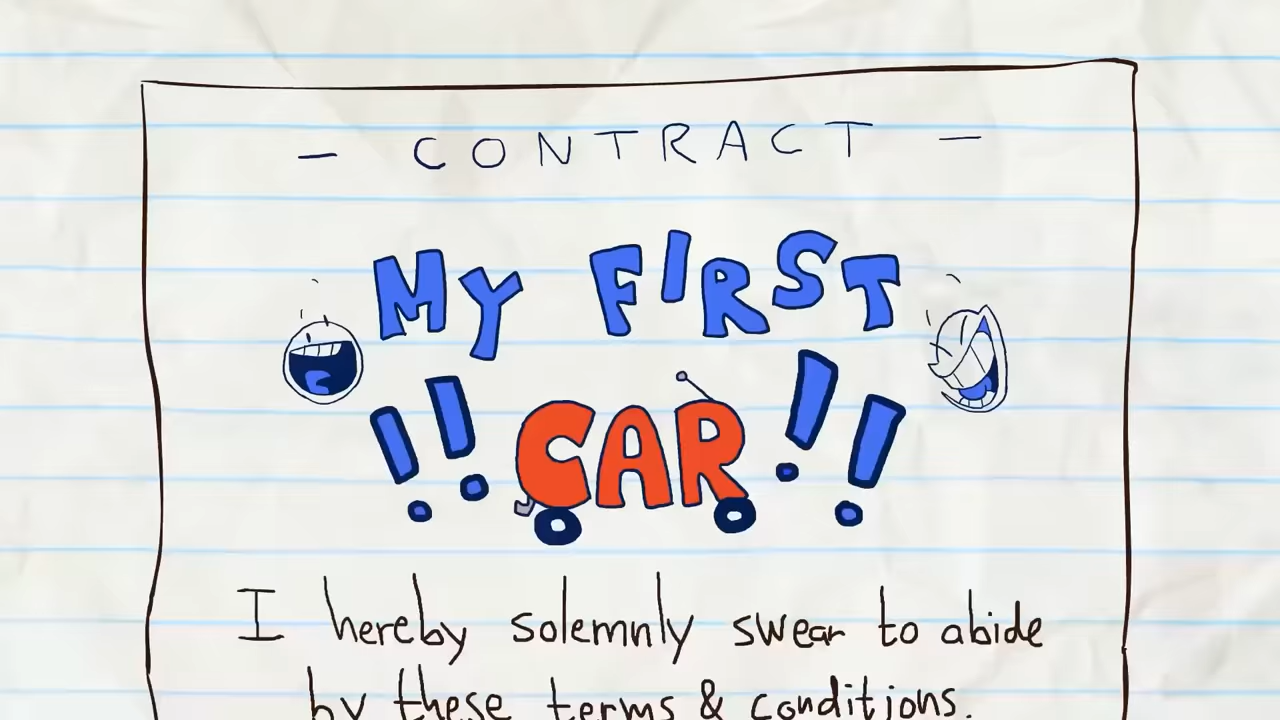 - CONTRACT -
MY FIRST
!! CAR !!
I hereby solemnly swear to abide
by these terms & conditions.